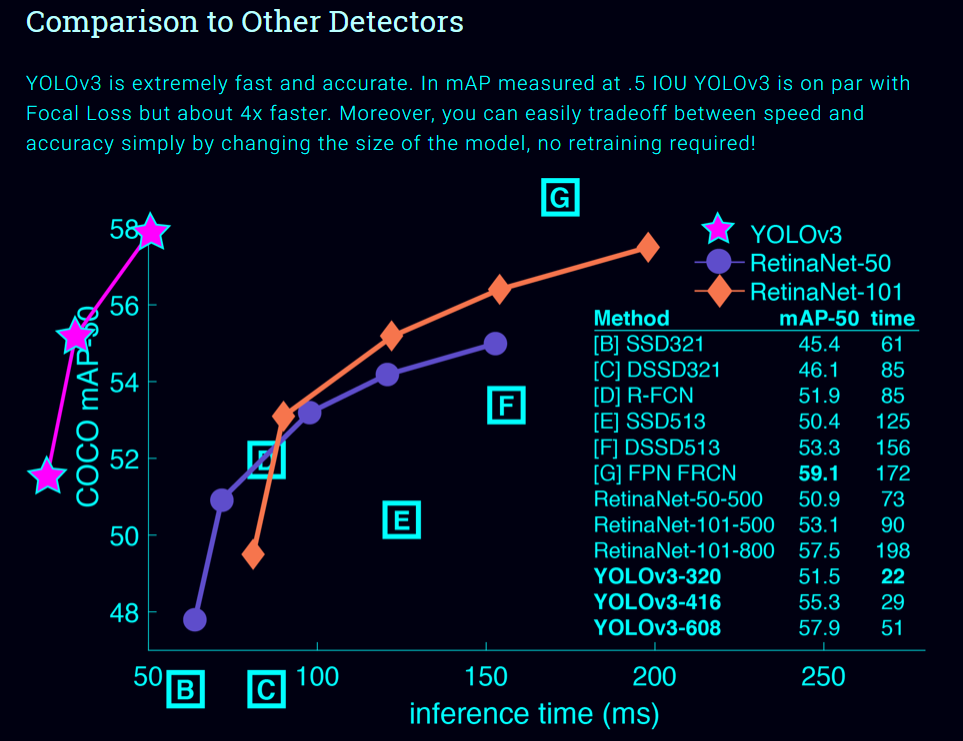 Comparison to Other Detectors
YOLOv3 is extremely fast and accurate. In mAP measured at .5 IOU YOLOv3 is on par with
Focal Loss but about 4x faster. Moreover, you can easily tradeoff between speed and
accuracy simply by changing the size of the model, no retraining required!
G
58
56
54
52
50
48
COCO mAP-50
D
F
E
YOLOv3
RetinaNet-50
RetinaNet-101
Method mAP-50 time
[B] SSD321 45.4 61
[C] DSSD321 46.1 85
[D] R-FCN 51.9 85
[E] SSD513 50.4 125
[F] DSSD513 53.3 156
[G] FPN FRCN 59.1 172
RetinaNet-50-500 50.9 73
RetinaNet-101-500 53.1 90
RetinaNet-101-800 57.5 198
YOLOv3-320 51.5 22
YOLOv3-416 55.3 29
YOLOv3-608 57.9 51
50 100 150 200 250
B C
inference time (ms)